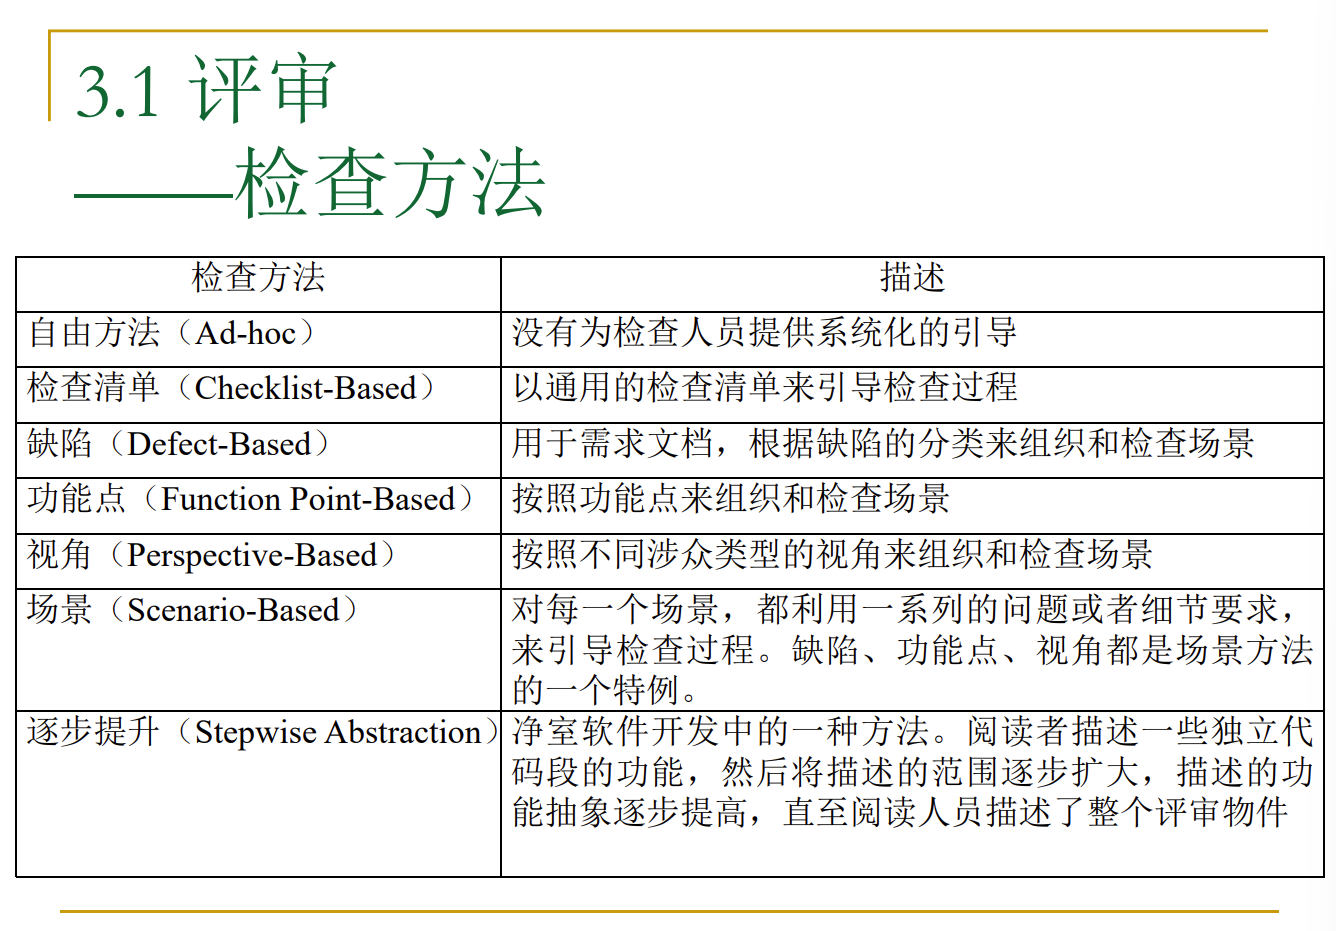 3.1 评审
——检查方法
检查方法
描述
自由方法（Ad-hoc）
没有为检查人员提供系统化的引导
检查清单（Checklist-Based）
以通用的检查清单来引导检查过程
缺陷（Defect-Based）
用于需求文档，根据缺陷的分类来组织和检查场景
功能点（Function Point-Based）
按照功能点来组织和检查场景
视角（Perspective-Based）
按照不同涉众类型的视角来组织和检查场景
场景（Scenario-Based）
对每一个场景，都利用一系列的问题或者细节要求，
来引导检查过程。缺陷、功能点、视角都是场景方法
的一个特例。
逐步提升（Stepwise Abstraction）
净室软件开发中的一种方法。阅读者描述一些独立代
码段的功能，然后将描述的范围逐步扩大，描述的功
能抽象逐步提高，直至阅读人员描述了整个评审物件